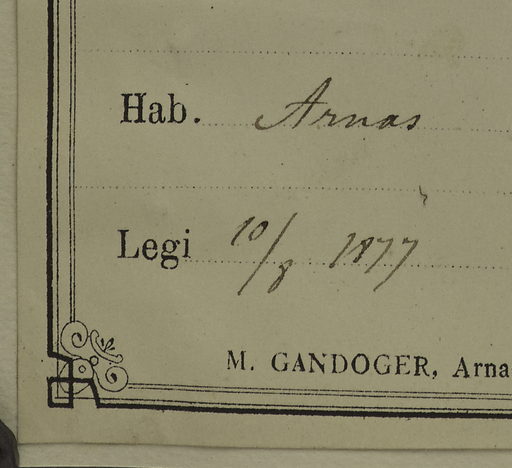 Hab. Arnas
Legi 10/8 1877
M. GANDOGER, Arna